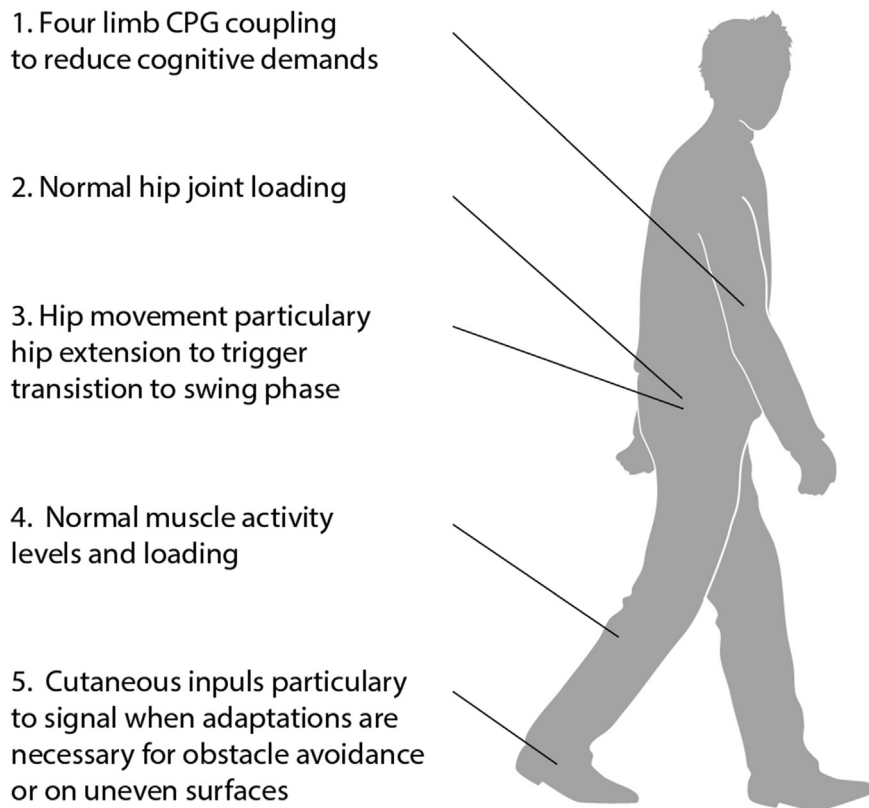 1. Four limb CPG coupling
to reduce cognitive demands
2. Normal hip joint loading
3. Hip movement particulary
hip extension to trigger
transistion to swing phase
4. Normal muscle activity
levels and loading
5. Cutaneous inpuls particulary
to signal when adaptations are
necessary for obstacle avoidance
or on uneven surfaces